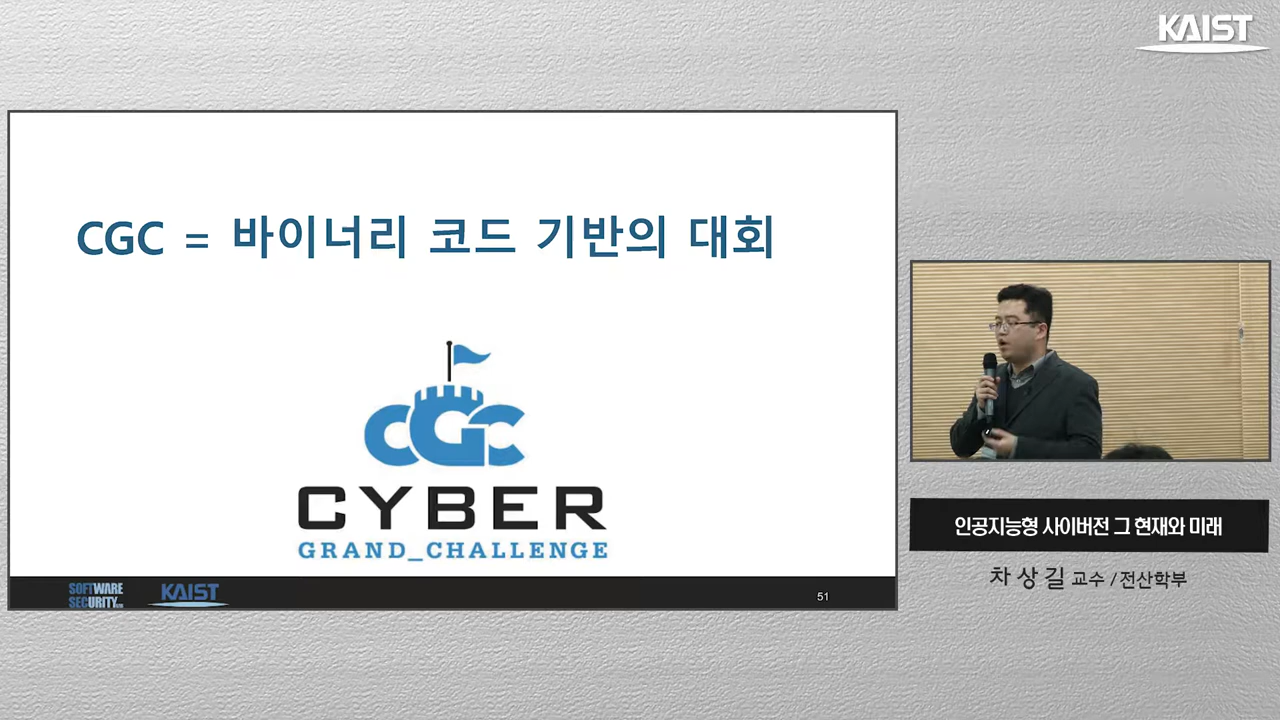 KAIST
CGC = 바이너리 코드 기반의 대회
CGC
CYBER
GRAND_CHALLENGE
SOFTWARE
SECURITY
KAIST
51
인공지능형 사이버전 그 현재와 미래
차상길 교수 / 전산학부